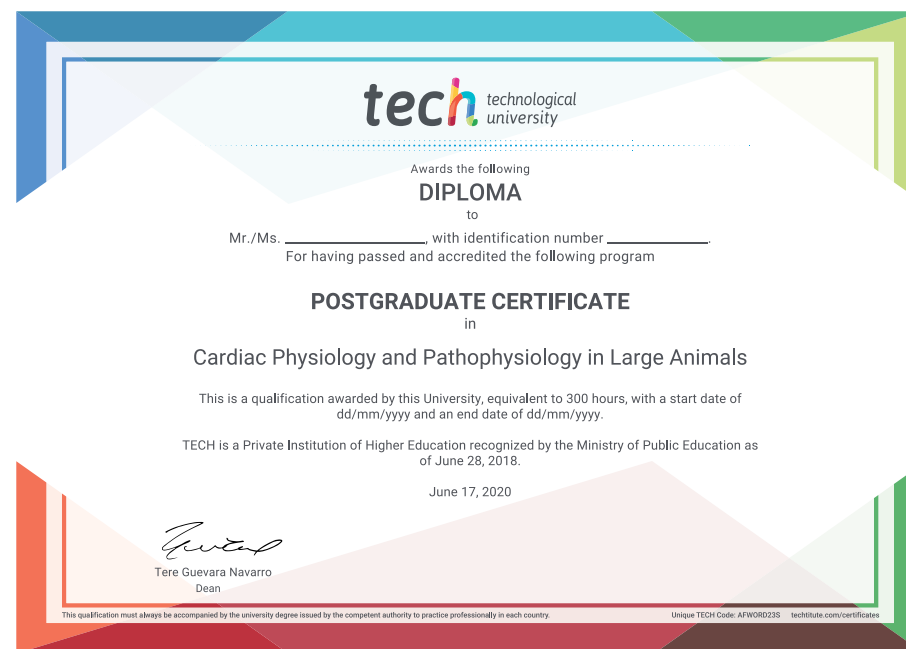 tech technological
university
Awards the following
DIPLOMA
to
Mr./Ms. ____________, with identification number ____________.
For having passed and accredited the following program
POSTGRADUATE CERTIFICATE
in
Cardiac Physiology and Pathophysiology in Large Animals
This is a qualification awarded by this University, equivalent to 300 hours, with a start date of
dd/mm/yyyy and an end date of dd/mm/yyyy.
TECH is a Private Institution of Higher Education recognized by the Ministry of Public Education as
of June 28, 2018.
June 17, 2020
Tere Guevara Navarro
Dean
This qualification must always be accompanied by the university degree issued by the competent authority to practice professionally in each country.
Unique TECH Code: AFWORD23S techtitute.com/certificates